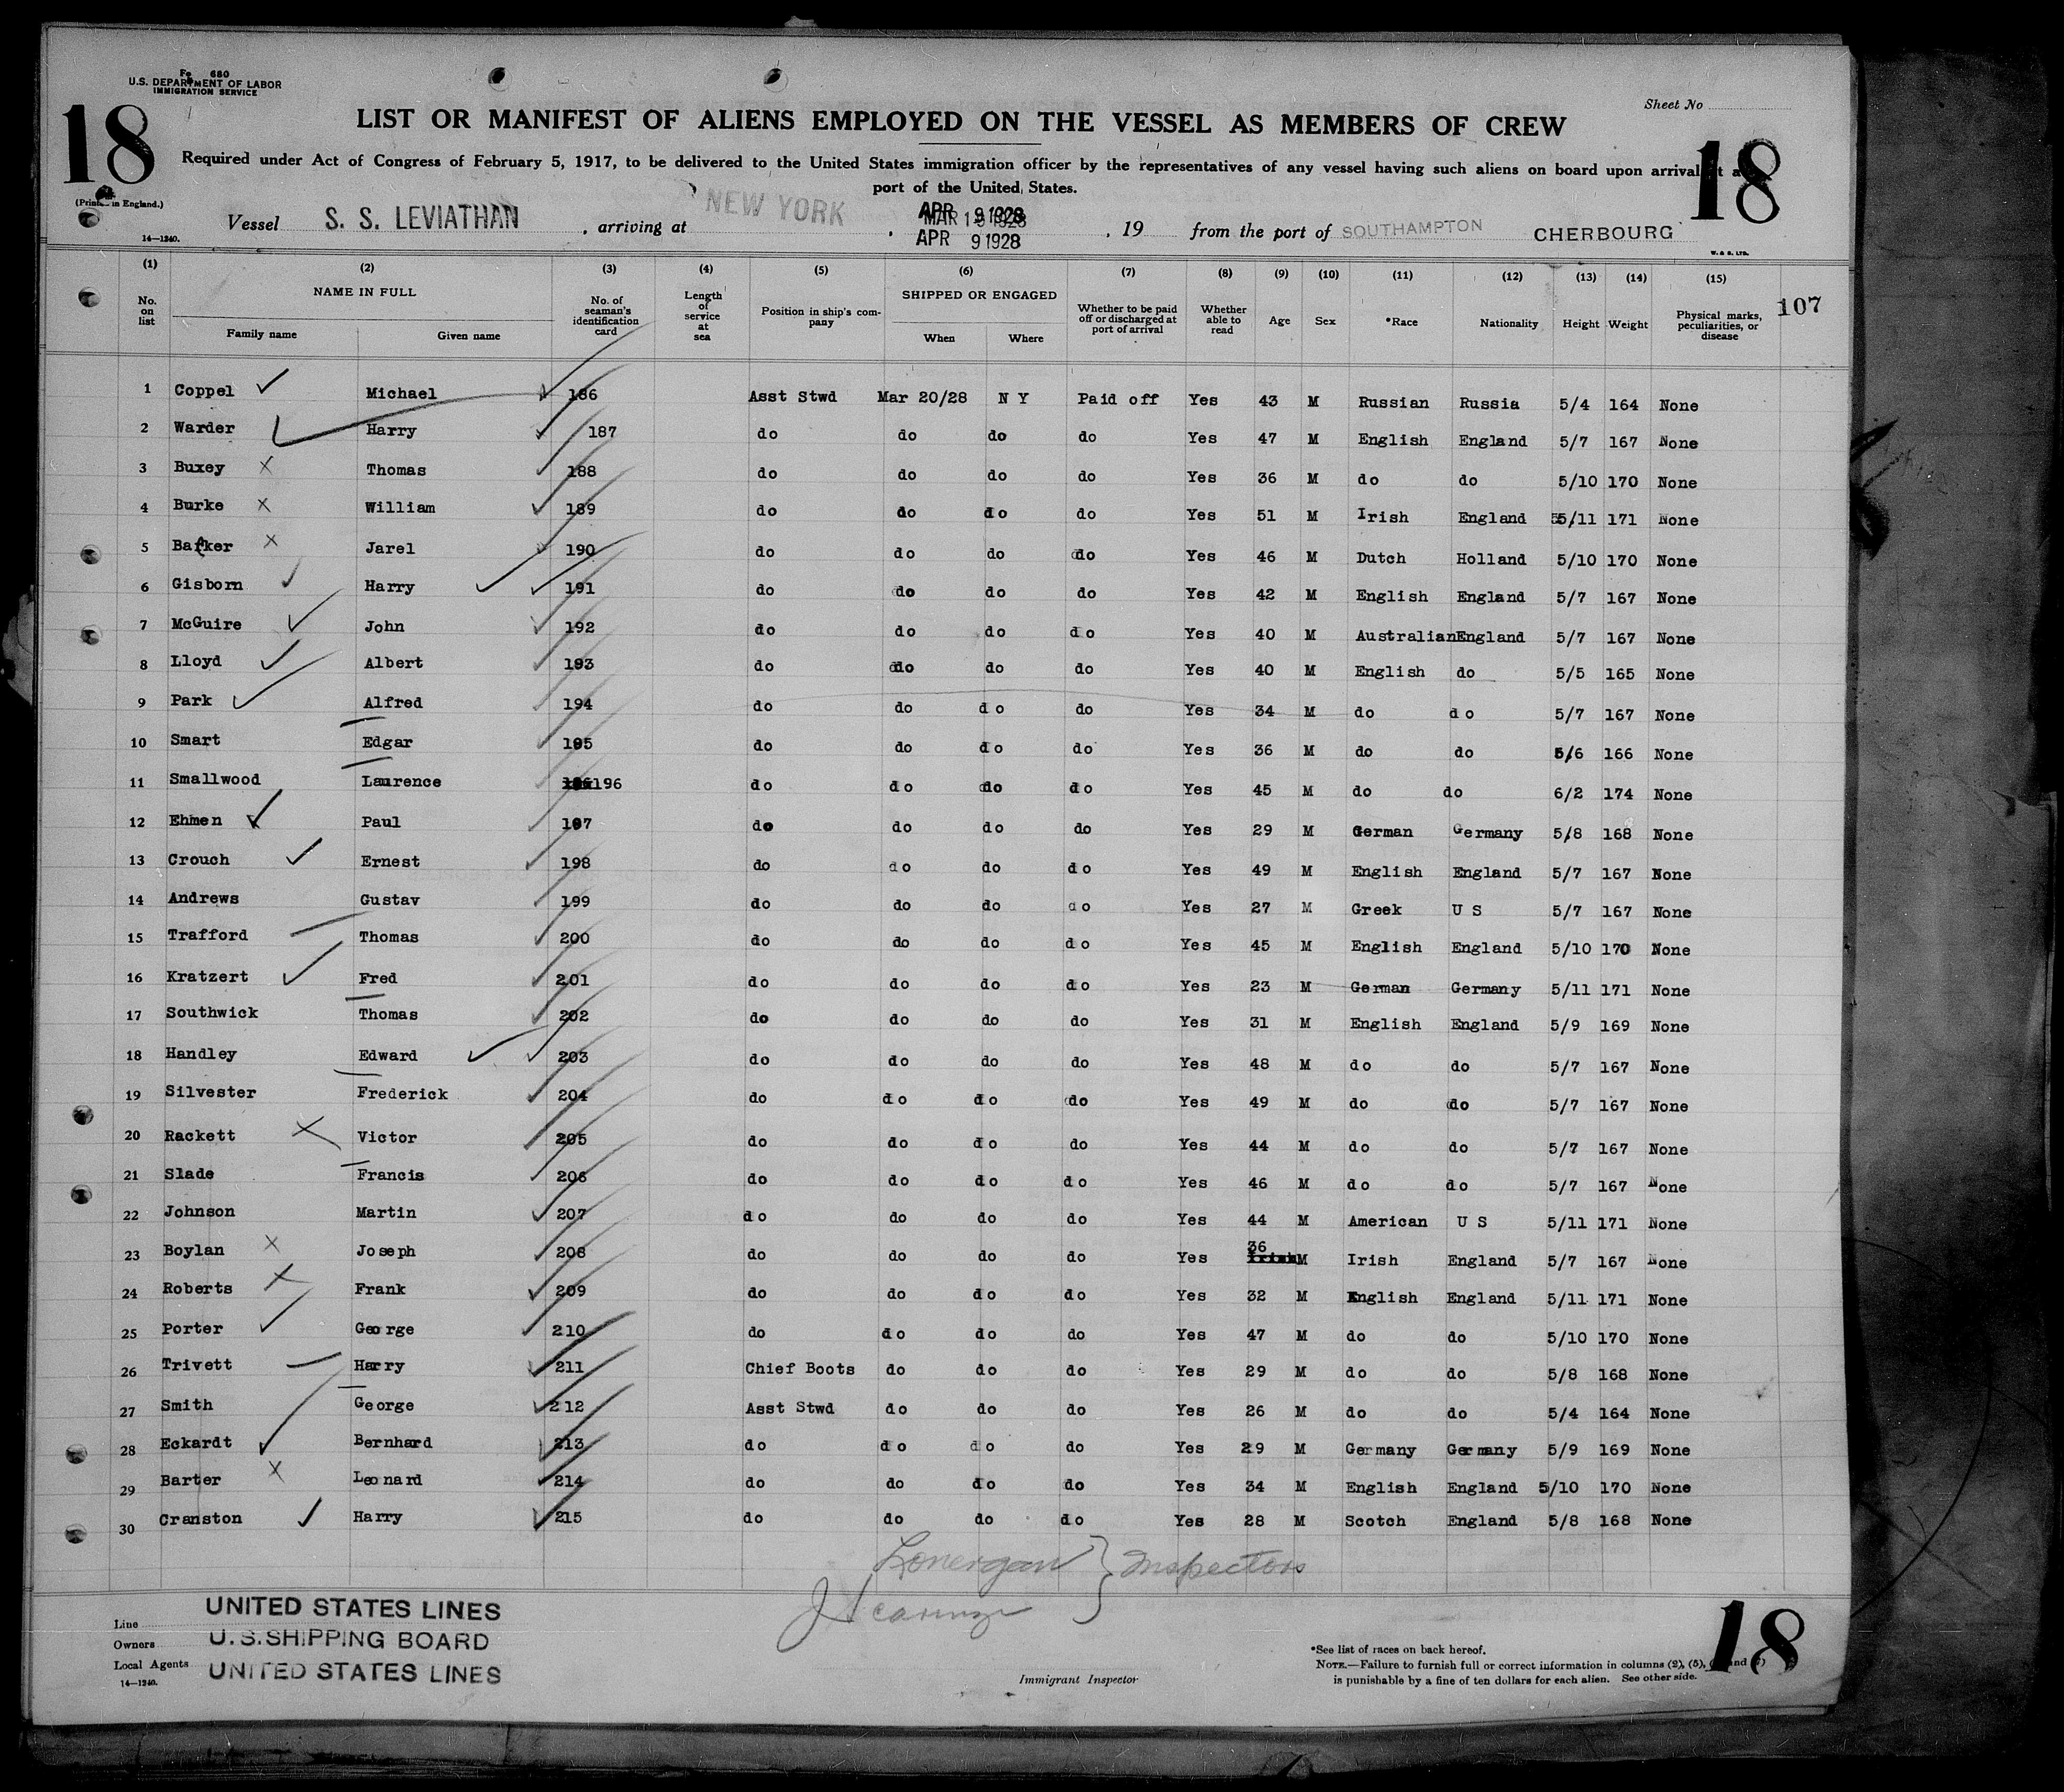 Fo 680
U.S. DEPARTMENT OF LABOR
IMMIGRATION SERVICE
Sheet No
18
18
LIST OR MANIFEST OF ALIENS EMPLOYED ON THE VESSEL AS MEMBERS OF CREW
Required under Act of Congress of February 5, 1917, to be delivered to the United States immigration officer by the representatives of any vessel having such aliens on board upon arrival at a
port of the United States.
(Printed in England.)
Vessel S. S. LEVIATHAN , arriving at NEW YORK , APR 9 1928 , 19 from the port of SOUTHAMPTON CHERBOURG
MAR 19 1928
APR 9 1928
14—1240.
W. & S. LTD.
(1) (2) (3) (4) (5) (6) (7) (8) (9) (10) (11) (12) (13) (14) (15)
107
No. on list NAME IN FULL Family name Given name No. of seaman's identification card Length of service at sea Position in ship's company SHIPPED OR ENGAGED When Where Whether to be paid off or discharged at port of arrival Whether able to read Age Sex *Race Nationality Height Weight Physical marks, peculiarities, or disease
1 Coppel Michael 186 Asst Stwd Mar 20/28 N Y Paid off Yes 43 M Russian Russia 5/4 164 None
2 Warder Harry 187 do do do do Yes 47 M English England 5/7 167 None
3 Buxey Thomas 188 do do do do Yes 36 M do do 5/10 170 None
4 Burke William 189 do do do do Yes 51 M Irish England 5/11 171 None
5 Bakker Jarel 190 do do do do Yes 46 M Dutch Holland 5/10 170 None
6 Gisborn Harry 191 do do do do Yes 42 M English England 5/7 167 None
7 McGuire John 192 do do do do Yes 40 M Australian England 5/7 167 None
8 Lloyd Albert 193 do do do do Yes 40 M English do 5/5 165 None
9 Park Alfred 194 do do do do Yes 34 M do do 5/7 167 None
10 Smart Edgar 195 do do do do Yes 36 M do do 5/6 166 None
11 Smallwood Laurence 196 do do do do Yes 45 M do do 6/2 174 None
12 Ehmen Paul 197 do do do do Yes 29 M German Germany 5/8 168 None
13 Crouch Ernest 198 do do do do Yes 49 M English England 5/7 167 None
14 Andrews Gustav 199 do do do do Yes 27 M Greek U S 5/7 167 None
15 Trafford Thomas 200 do do do do Yes 45 M English England 5/10 170 None
16 Kratzert Fred 201 do do do do Yes 23 M German Germany 5/11 171 None
17 Southwick Thomas 202 do do do do Yes 31 M English England 5/9 169 None
18 Handley Edward 203 do do do do Yes 48 M do do 5/7 167 None
19 Silvester Frederick 204 do do do do Yes 49 M do do 5/7 167 None
20 Rackett Victor 205 do do do do Yes 44 M do do 5/7 167 None
21 Slade Francis 206 do do do do Yes 46 M do do 5/7 167 None
22 Johnson Martin 207 do do do do Yes 44 M American U S 5/11 171 None
23 Boylan Joseph 208 do do do do Yes 36 M Irish England 5/7 167 None
24 Roberts Frank 209 do do do do Yes 32 M English England 5/11 171 None
25 Porter George 210 do do do do Yes 47 M do do 5/10 170 None
26 Trivett Harry 211 Chief Boots do do do Yes 29 M do do 5/8 168 None
27 Smith George 212 Asst Stwd do do do Yes 26 M do do 5/4 164 None
28 Eckardt Bernhard 213 do do do do Yes 29 M Germany Germany 5/9 169 None
29 Barter Leonard 214 do do do do Yes 34 M English England 5/10 170 None
30 Cranston Harry 215 do do do do Yes 28 M Scotch England 5/8 168 None
Lonergan } Inspectors
Line UNITED STATES LINES
Owners U.S. SHIPPING BOARD
Local Agents UNITED STATES LINES
14—1240.
Immigrant Inspector
*See list of races on back hereof.
NOTE.—Failure to furnish full or correct information in columns (2), (5), and
is punishable by a fine of ten dollars for each alien. See other side.
18